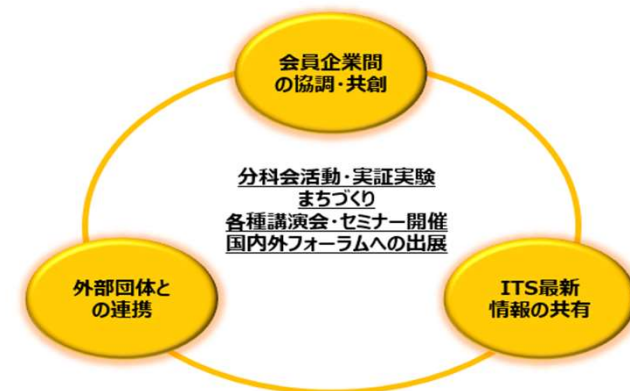 会員企業間
の協調・共創
分科会活動・実証実験
まちづくり
各種講演会・セミナー開催
国内外フォーラムへの出展
外部団体と
の連携
ITS最新
情報の共有